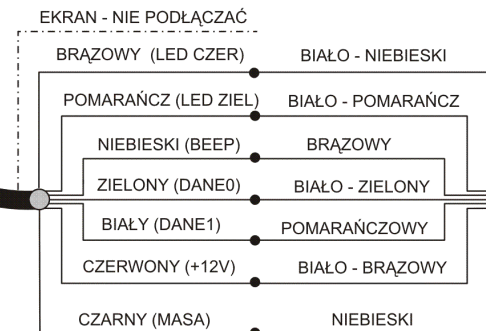 EKRAN - NIE PODŁĄCZAĆ
BRĄZOWY (LED CZER) BIAŁO - NIEBIESKI
POMARAŃCZ (LED ZIEL) BIAŁO - POMARAŃCZ
NIEBIESKI (BEEP) BRĄZOWY
ZIELONY (DANE0) BIAŁO - ZIELONY
BIAŁY (DANE1) POMARAŃCZOWY
CZERWONY (+12V) BIAŁO - BRĄZOWY
CZARNY (MASA) NIEBIESKI